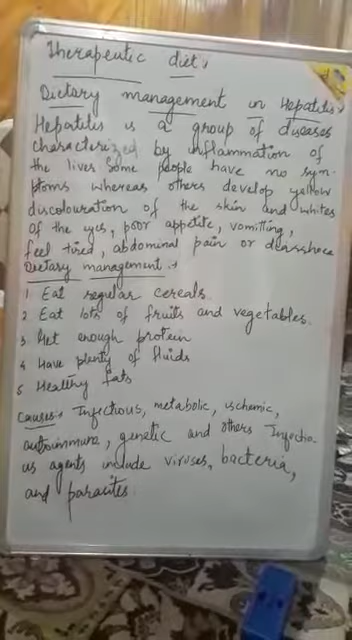 Therapeutic diet,
Dietary management in Hepatitis,
Hepatitis is a group of diseases
characterized by inflammation of
the lives Some people have no sym-
ptoms whereas others develop yellow
discolouration of the skin and whites
of the eyes, poor appetite, vomitting,
feel tired, abdominal pain or
Dietary management :-
1 Eat regular cereals.
2 Eat lots of fruits and vegetables.
3 Get enough protein
4 Have plenty of fluids
5 Healthy fats
Causes Infectious, metabolic, ischemic,
autoimmune, genetic and others Infectio
us agents include viruses, bacteria,
and parasites.